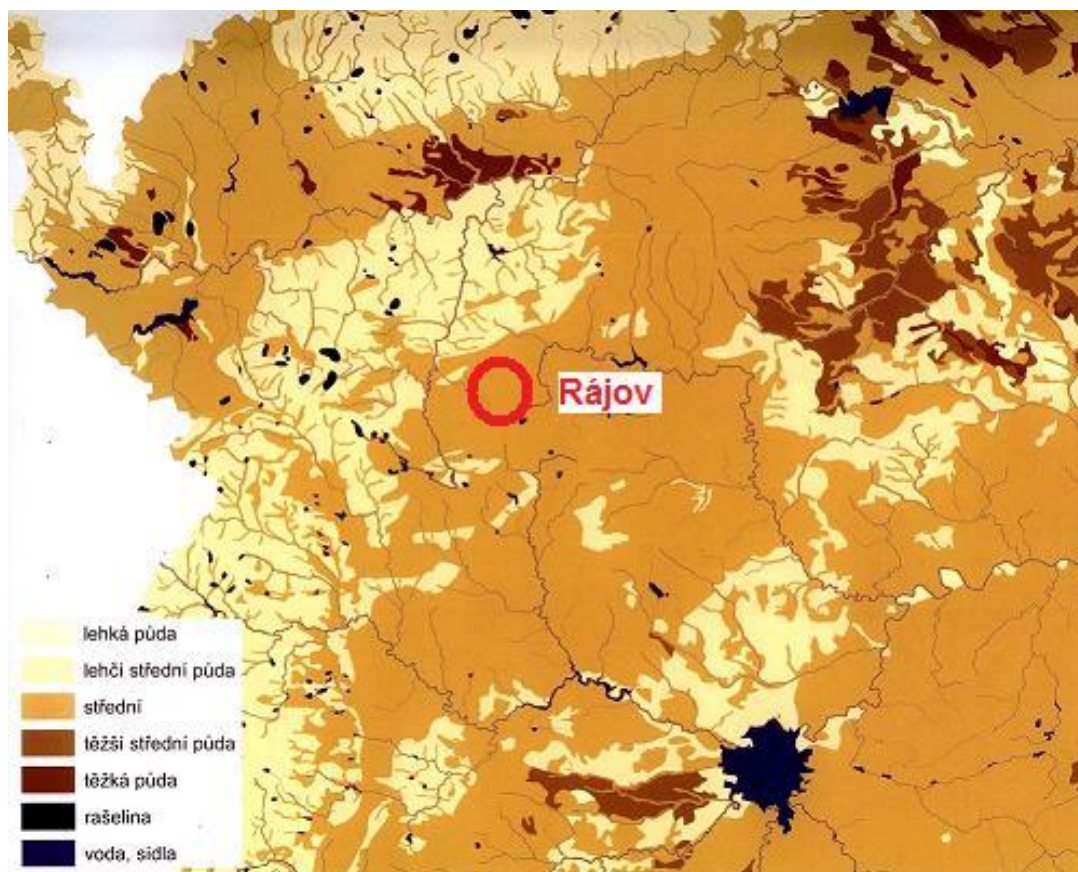 Rájov
lehká půda
lehčí střední půda
střední
těžší střední půda
těžká půda
rašelina
voda, sídla